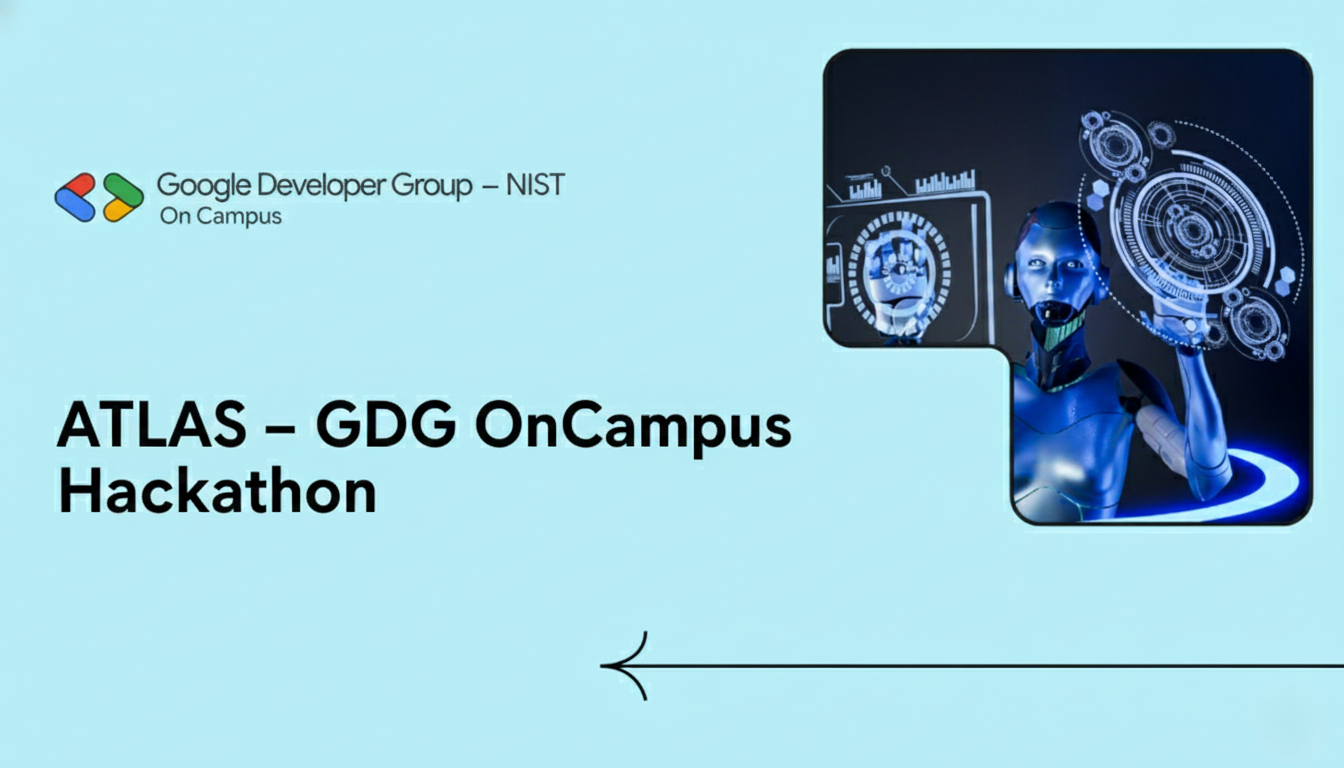 Google Developer Group – NIST
On Campus
ATLAS – GDG OnCampus
Hackathon